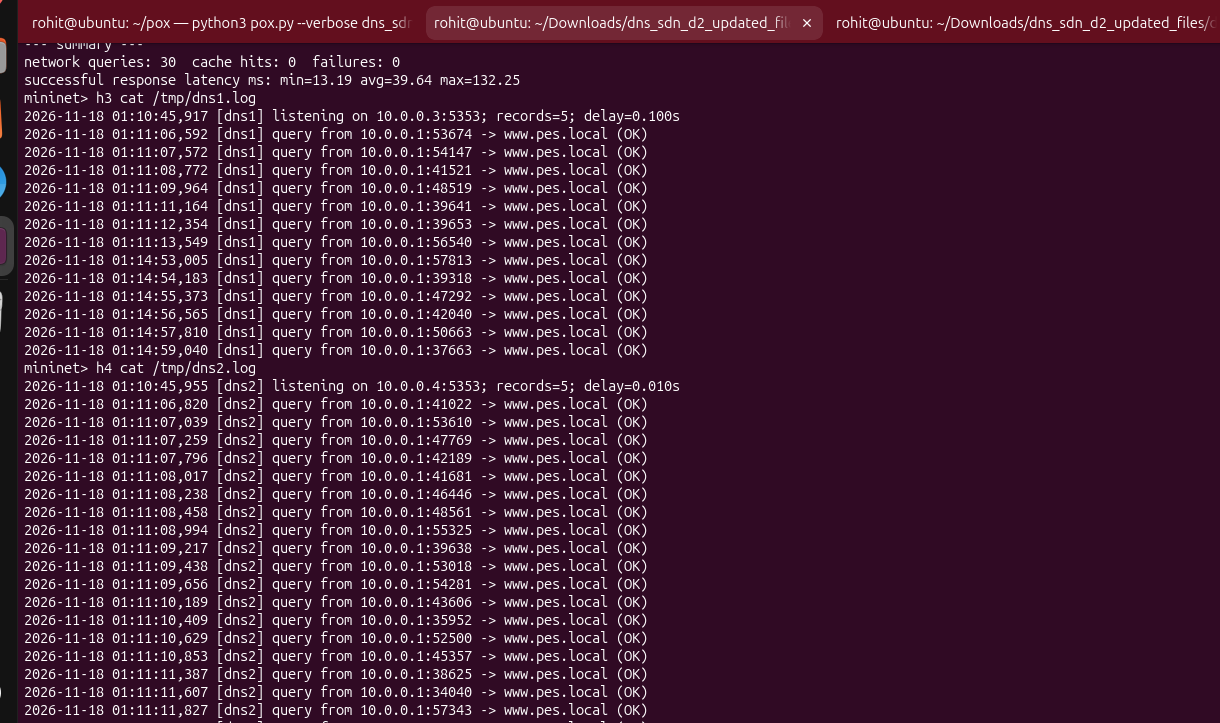 rohit@ubuntu: ~/pox — python3 pox.py --verbose dns_sdn
rohit@ubuntu: ~/Downloads/dns_sdn_d2_updated_fil ×
rohit@ubuntu: ~/Downloads/dns_sdn_d2_updated_files/c
--- summary ---
network queries: 30  cache hits: 0  failures: 0
successful response latency ms: min=13.19 avg=39.64 max=132.25
mininet> h3 cat /tmp/dns1.log
2026-11-18 01:10:45,917 [dns1] listening on 10.0.0.3:5353; records=5; delay=0.100s
2026-11-18 01:11:06,592 [dns1] query from 10.0.0.1:53674 -> www.pes.local (OK)
2026-11-18 01:11:07,572 [dns1] query from 10.0.0.1:54147 -> www.pes.local (OK)
2026-11-18 01:11:08,772 [dns1] query from 10.0.0.1:41521 -> www.pes.local (OK)
2026-11-18 01:11:09,964 [dns1] query from 10.0.0.1:48519 -> www.pes.local (OK)
2026-11-18 01:11:11,164 [dns1] query from 10.0.0.1:39641 -> www.pes.local (OK)
2026-11-18 01:11:12,354 [dns1] query from 10.0.0.1:39653 -> www.pes.local (OK)
2026-11-18 01:11:13,549 [dns1] query from 10.0.0.1:56540 -> www.pes.local (OK)
2026-11-18 01:14:53,005 [dns1] query from 10.0.0.1:57813 -> www.pes.local (OK)
2026-11-18 01:14:54,183 [dns1] query from 10.0.0.1:39318 -> www.pes.local (OK)
2026-11-18 01:14:55,373 [dns1] query from 10.0.0.1:47292 -> www.pes.local (OK)
2026-11-18 01:14:56,565 [dns1] query from 10.0.0.1:42040 -> www.pes.local (OK)
2026-11-18 01:14:57,810 [dns1] query from 10.0.0.1:50663 -> www.pes.local (OK)
2026-11-18 01:14:59,040 [dns1] query from 10.0.0.1:37663 -> www.pes.local (OK)
mininet> h4 cat /tmp/dns2.log
2026-11-18 01:10:45,955 [dns2] listening on 10.0.0.4:5353; records=5; delay=0.010s
2026-11-18 01:11:06,820 [dns2] query from 10.0.0.1:41022 -> www.pes.local (OK)
2026-11-18 01:11:07,039 [dns2] query from 10.0.0.1:53610 -> www.pes.local (OK)
2026-11-18 01:11:07,259 [dns2] query from 10.0.0.1:47769 -> www.pes.local (OK)
2026-11-18 01:11:07,796 [dns2] query from 10.0.0.1:42189 -> www.pes.local (OK)
2026-11-18 01:11:08,017 [dns2] query from 10.0.0.1:41681 -> www.pes.local (OK)
2026-11-18 01:11:08,238 [dns2] query from 10.0.0.1:46446 -> www.pes.local (OK)
2026-11-18 01:11:08,458 [dns2] query from 10.0.0.1:48561 -> www.pes.local (OK)
2026-11-18 01:11:08,994 [dns2] query from 10.0.0.1:55325 -> www.pes.local (OK)
2026-11-18 01:11:09,217 [dns2] query from 10.0.0.1:39638 -> www.pes.local (OK)
2026-11-18 01:11:09,438 [dns2] query from 10.0.0.1:53018 -> www.pes.local (OK)
2026-11-18 01:11:09,656 [dns2] query from 10.0.0.1:54281 -> www.pes.local (OK)
2026-11-18 01:11:10,189 [dns2] query from 10.0.0.1:43606 -> www.pes.local (OK)
2026-11-18 01:11:10,409 [dns2] query from 10.0.0.1:35952 -> www.pes.local (OK)
2026-11-18 01:11:10,629 [dns2] query from 10.0.0.1:52500 -> www.pes.local (OK)
2026-11-18 01:11:10,853 [dns2] query from 10.0.0.1:45357 -> www.pes.local (OK)
2026-11-18 01:11:11,387 [dns2] query from 10.0.0.1:38625 -> www.pes.local (OK)
2026-11-18 01:11:11,607 [dns2] query from 10.0.0.1:34040 -> www.pes.local (OK)
2026-11-18 01:11:11,827 [dns2] query from 10.0.0.1:57343 -> www.pes.local (OK)